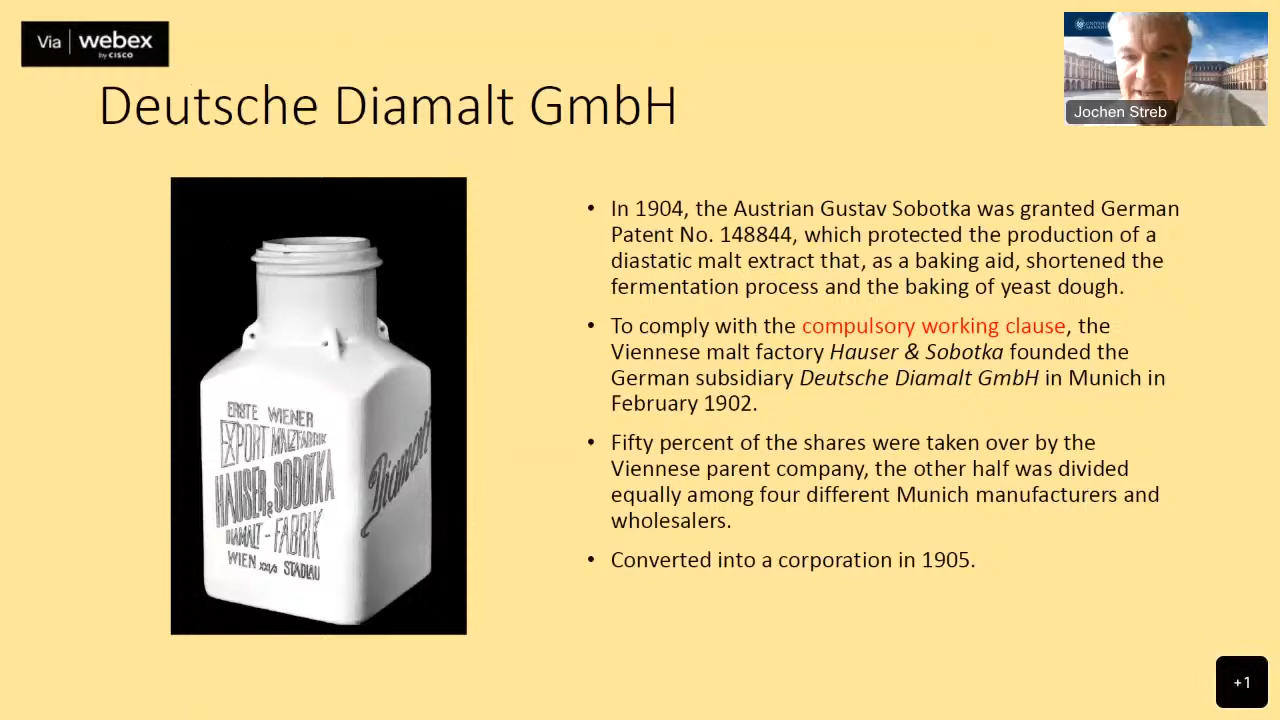 Via | webex
by CISCO
UNIVERSITÄT
Jochen Streb
Deutsche Diamalt GmbH
ERSTE WIENER
EXPORT MALZFABRIK
HAUSER & SOBOTKA
DIAMALT - FABRIK
WIEN STADLAU
Diamalt
• In 1904, the Austrian Gustav Sobotka was granted German
Patent No. 148844, which protected the production of a
diastatic malt extract that, as a baking aid, shortened the
fermentation process and the baking of yeast dough.
• To comply with the compulsory working clause, the
Viennese malt factory Hauser & Sobotka founded the
German subsidiary Deutsche Diamalt GmbH in Munich in
February 1902.
• Fifty percent of the shares were taken over by the
Viennese parent company, the other half was divided
equally among four different Munich manufacturers and
wholesalers.
• Converted into a corporation in 1905.
+1